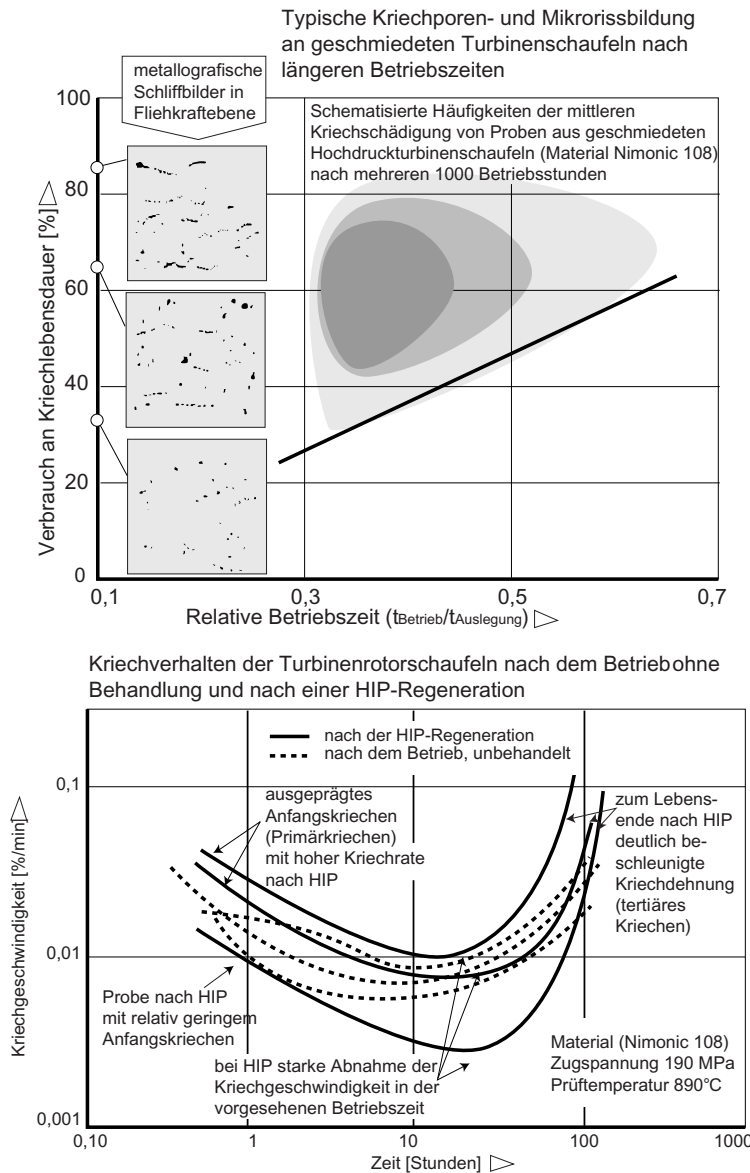 Typische Kriechporen- und Mikrorissbildung
an geschmiedeten Turbinenschaufeln nach
längeren Betriebszeiten
metallografische
Schliffbilder in
Fliehkraftebene
Schematisierte Häufigkeiten der mittleren
Kriechschädigung von Proben aus geschmiedeten
Hochdruckturbinenschaufeln (Material Nimonic 108)
nach mehreren 1000 Betriebsstunden
Verbrauch an Kriechlebensdauer [%]
100
80
60
40
20
0
0,1
0,3
0,5
0,7
Relative Betriebszeit (tBetrieb/tAuslegung)
Kriechverhalten der Turbinenrotorschaufeln nach dem Betriebohne
Behandlung und nach einer HIP-Regeneration
nach der HIP-Regeneration
nach dem Betrieb, unbehandelt
ausgeprägtes
Anfangskriechen
(Primärkriechen)
mit hoher Kriechrate
nach HIP
zum Lebens-
ende nach HIP
deutlich be-
schleunigte
Kriechdehnung
(tertiäres
Kriechen)
Probe nach HIP
mit relativ geringem
Anfangskriechen
bei HIP starke Abnahme der
Kriechgeschwindigkeit in der
vorgesehenen Betriebszeit
Material (Nimonic 108)
Zugspannung 190 MPa
Prüftemperatur 890°C
Kriechgeschwindigkeit [%/min]
0,1
0,01
0,001
0,10
1
10
100
1000
Zeit [Stunden]